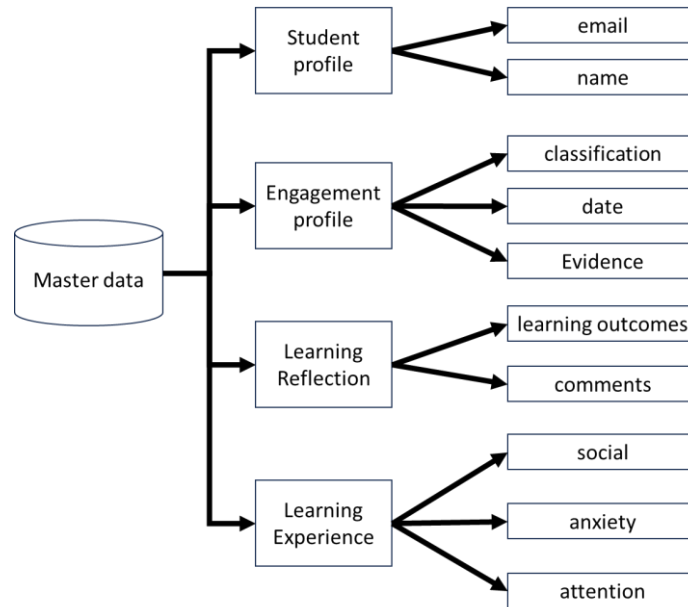 Student
profile
email
name
Engagement
profile
classification
date
Evidence
Master data
Learning
Reflection
learning outcomes
comments
Learning
Experience
social
anxiety
attention